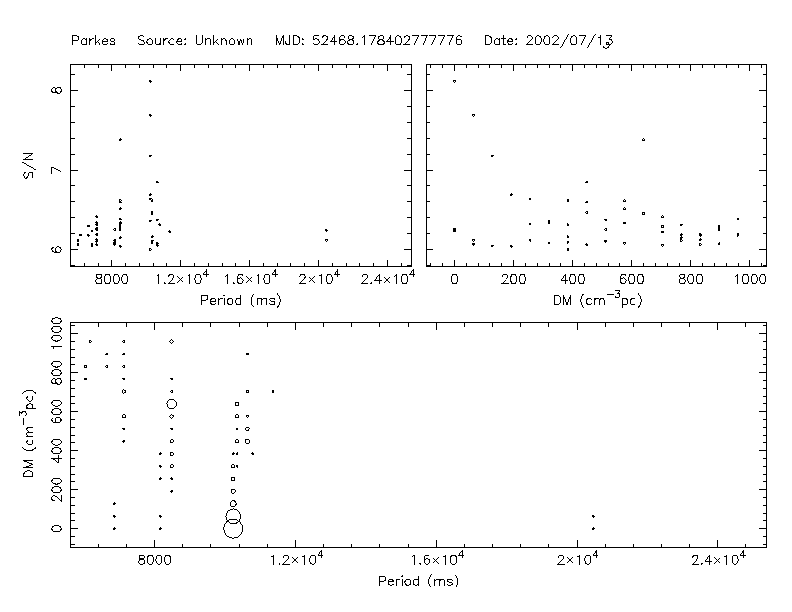 Parkes Source: Unknown MJD: 52468.178402777776 Date: 2002/07/13
8
7
6
S/N
8000 1.2×10⁴ 1.6×10⁴ 2×10⁴ 2.4×10⁴
Period (ms)
0 200 400 600 800 1000
DM (cm⁻³pc)
1000
800
600
400
200
0
DM (cm⁻³pc)
8000 1.2×10⁴ 1.6×10⁴ 2×10⁴ 2.4×10⁴
Period (ms)